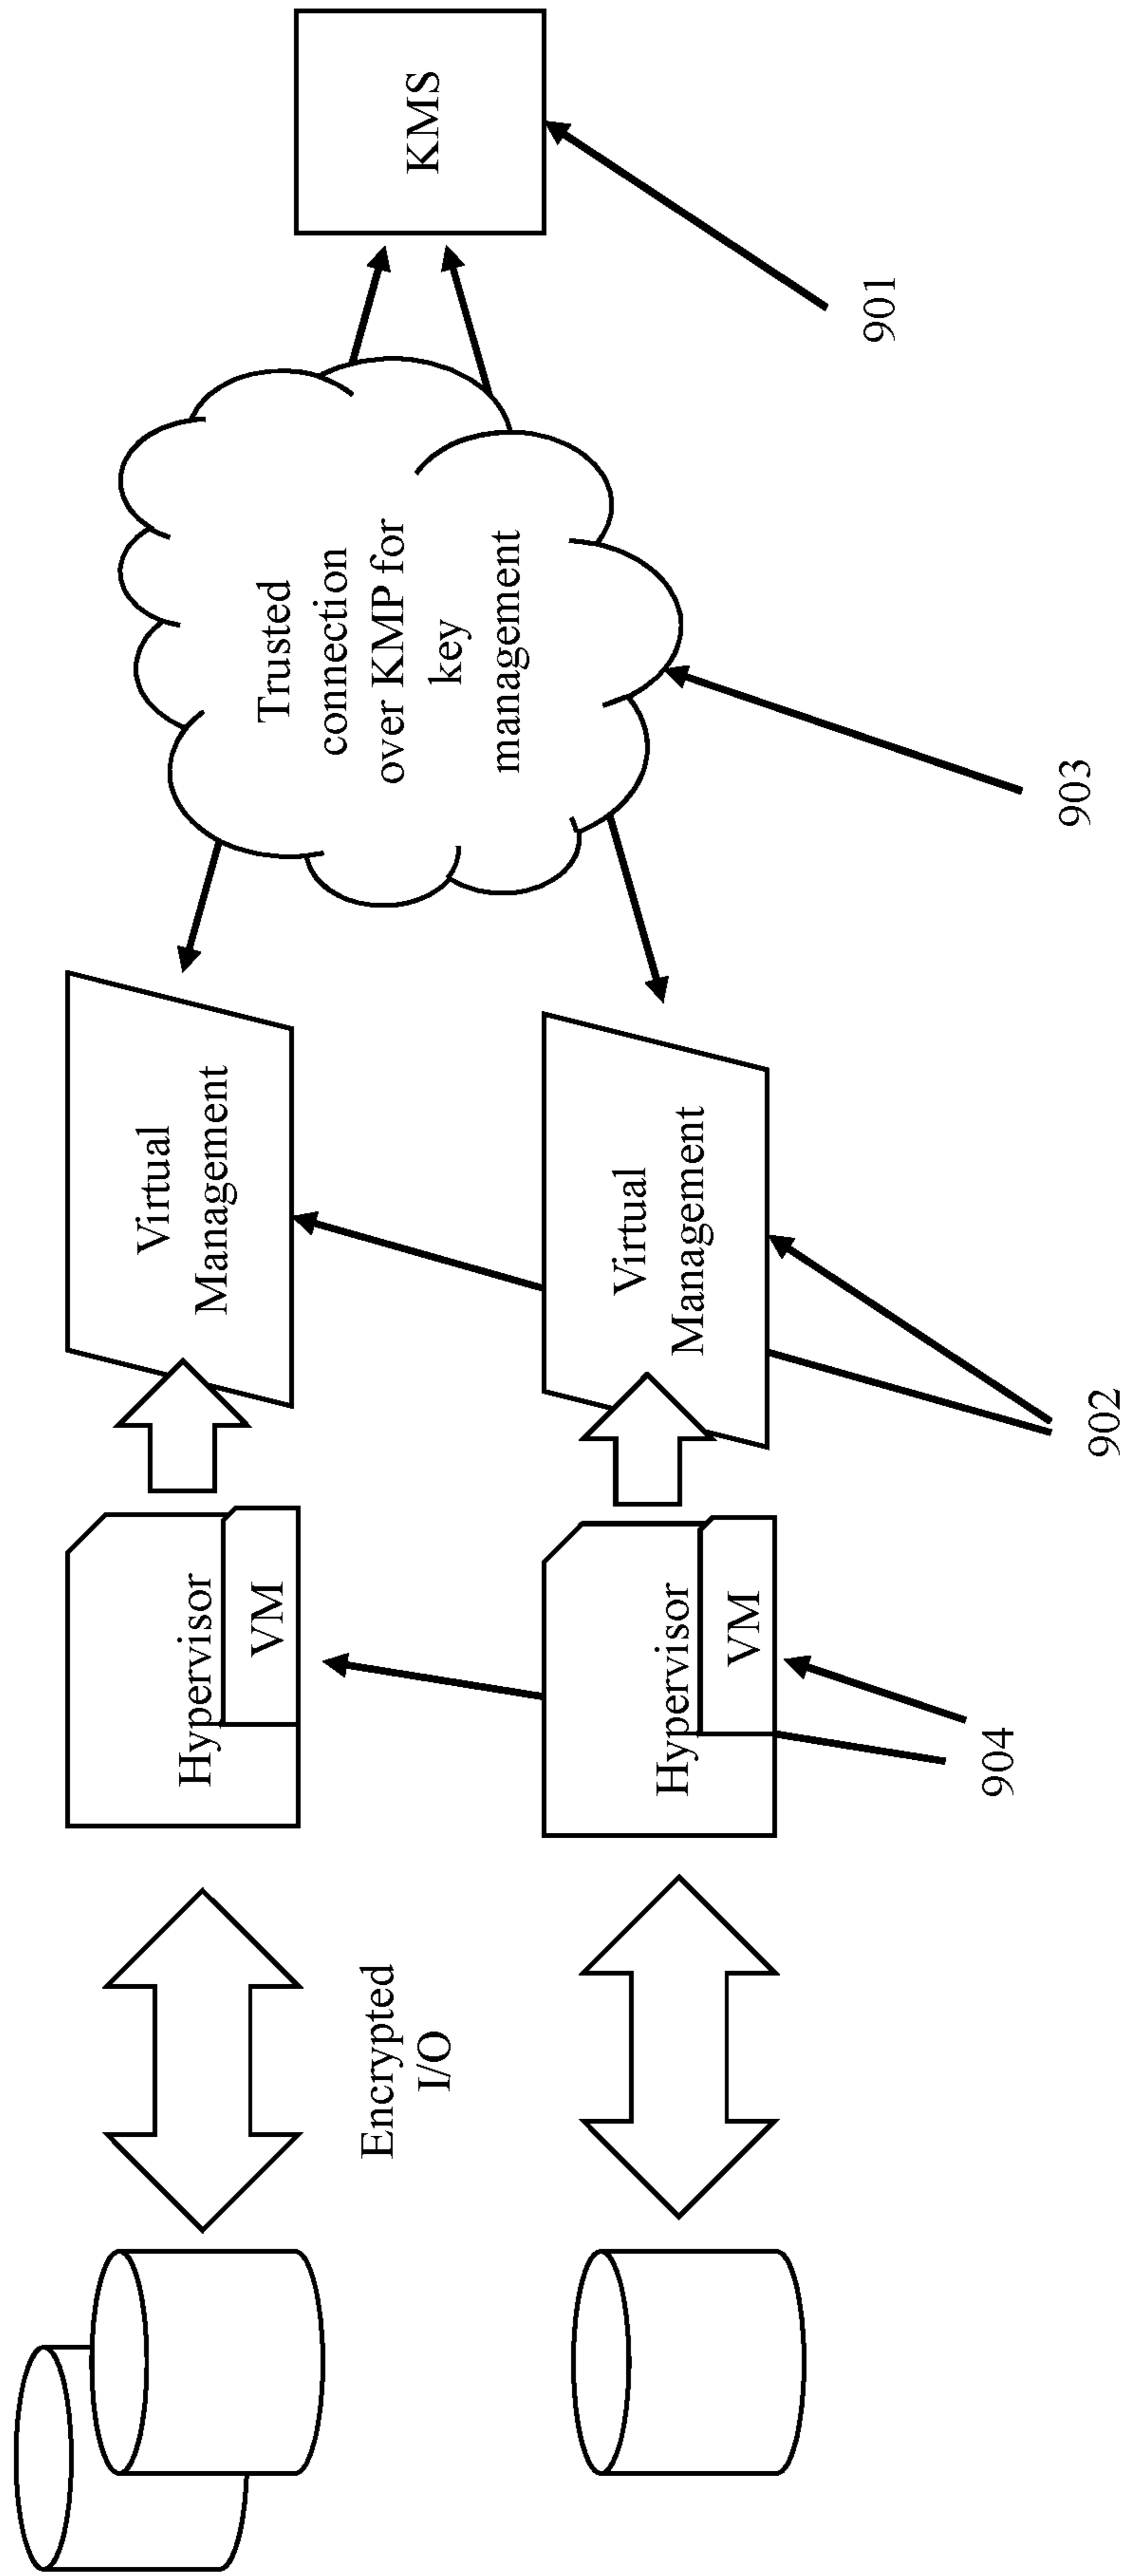 Encrypted
I/O
Hypervisor
VM
Hypervisor
VM
904
Virtual
Management
Virtual
Management
902
Trusted
connection
over KMP for
key
management
903
KMS
901